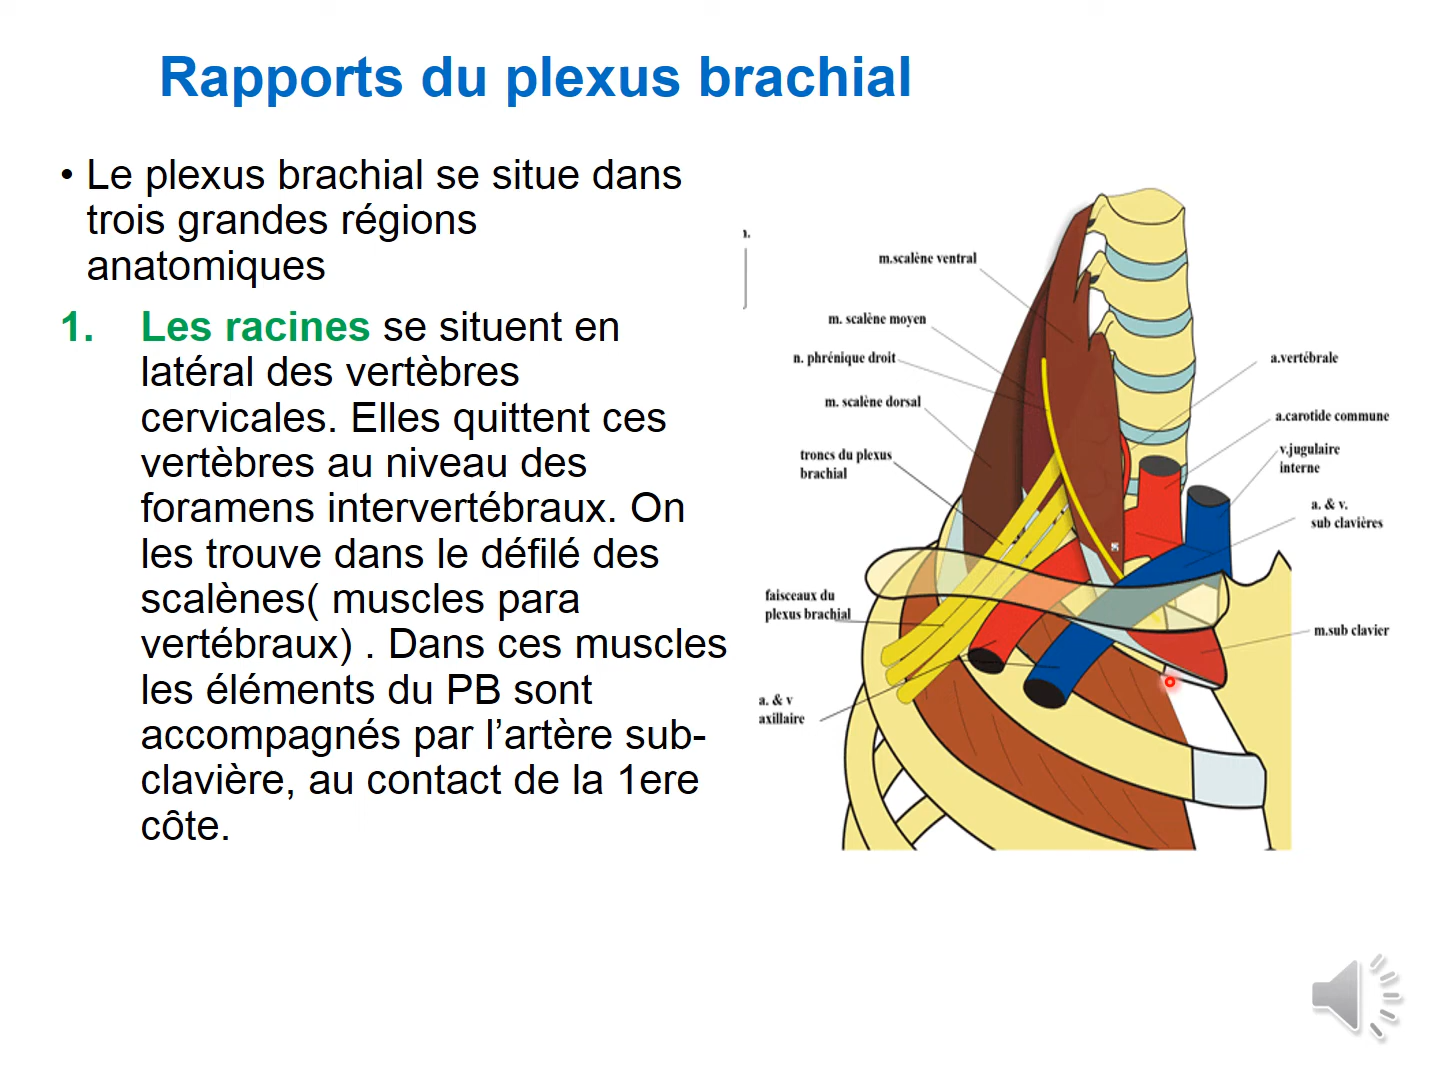 Rapports du plexus brachial
• Le plexus brachial se situe dans
trois grandes régions
anatomiques
1. Les racines se situent en
latéral des vertèbres
cervicales. Elles quittent ces
vertèbres au niveau des
foramens intervertébraux. On
les trouve dans le défilé des
scalènes( muscles para
vertébraux) . Dans ces muscles
les éléments du PB sont
accompagnés par l’artère sub-
clavière, au contact de la 1ere
côte.
m.scalène ventral
m. scalène moyen
n. phrénique droit
m. scalène dorsal
troncs du plexus
brachial
faisceaux du
plexus brachial
a. & v
axillaire
a.vertébrale
a.carotide commune
v.jugulaire
interne
a. & v.
sub clavières
m.sub clavier